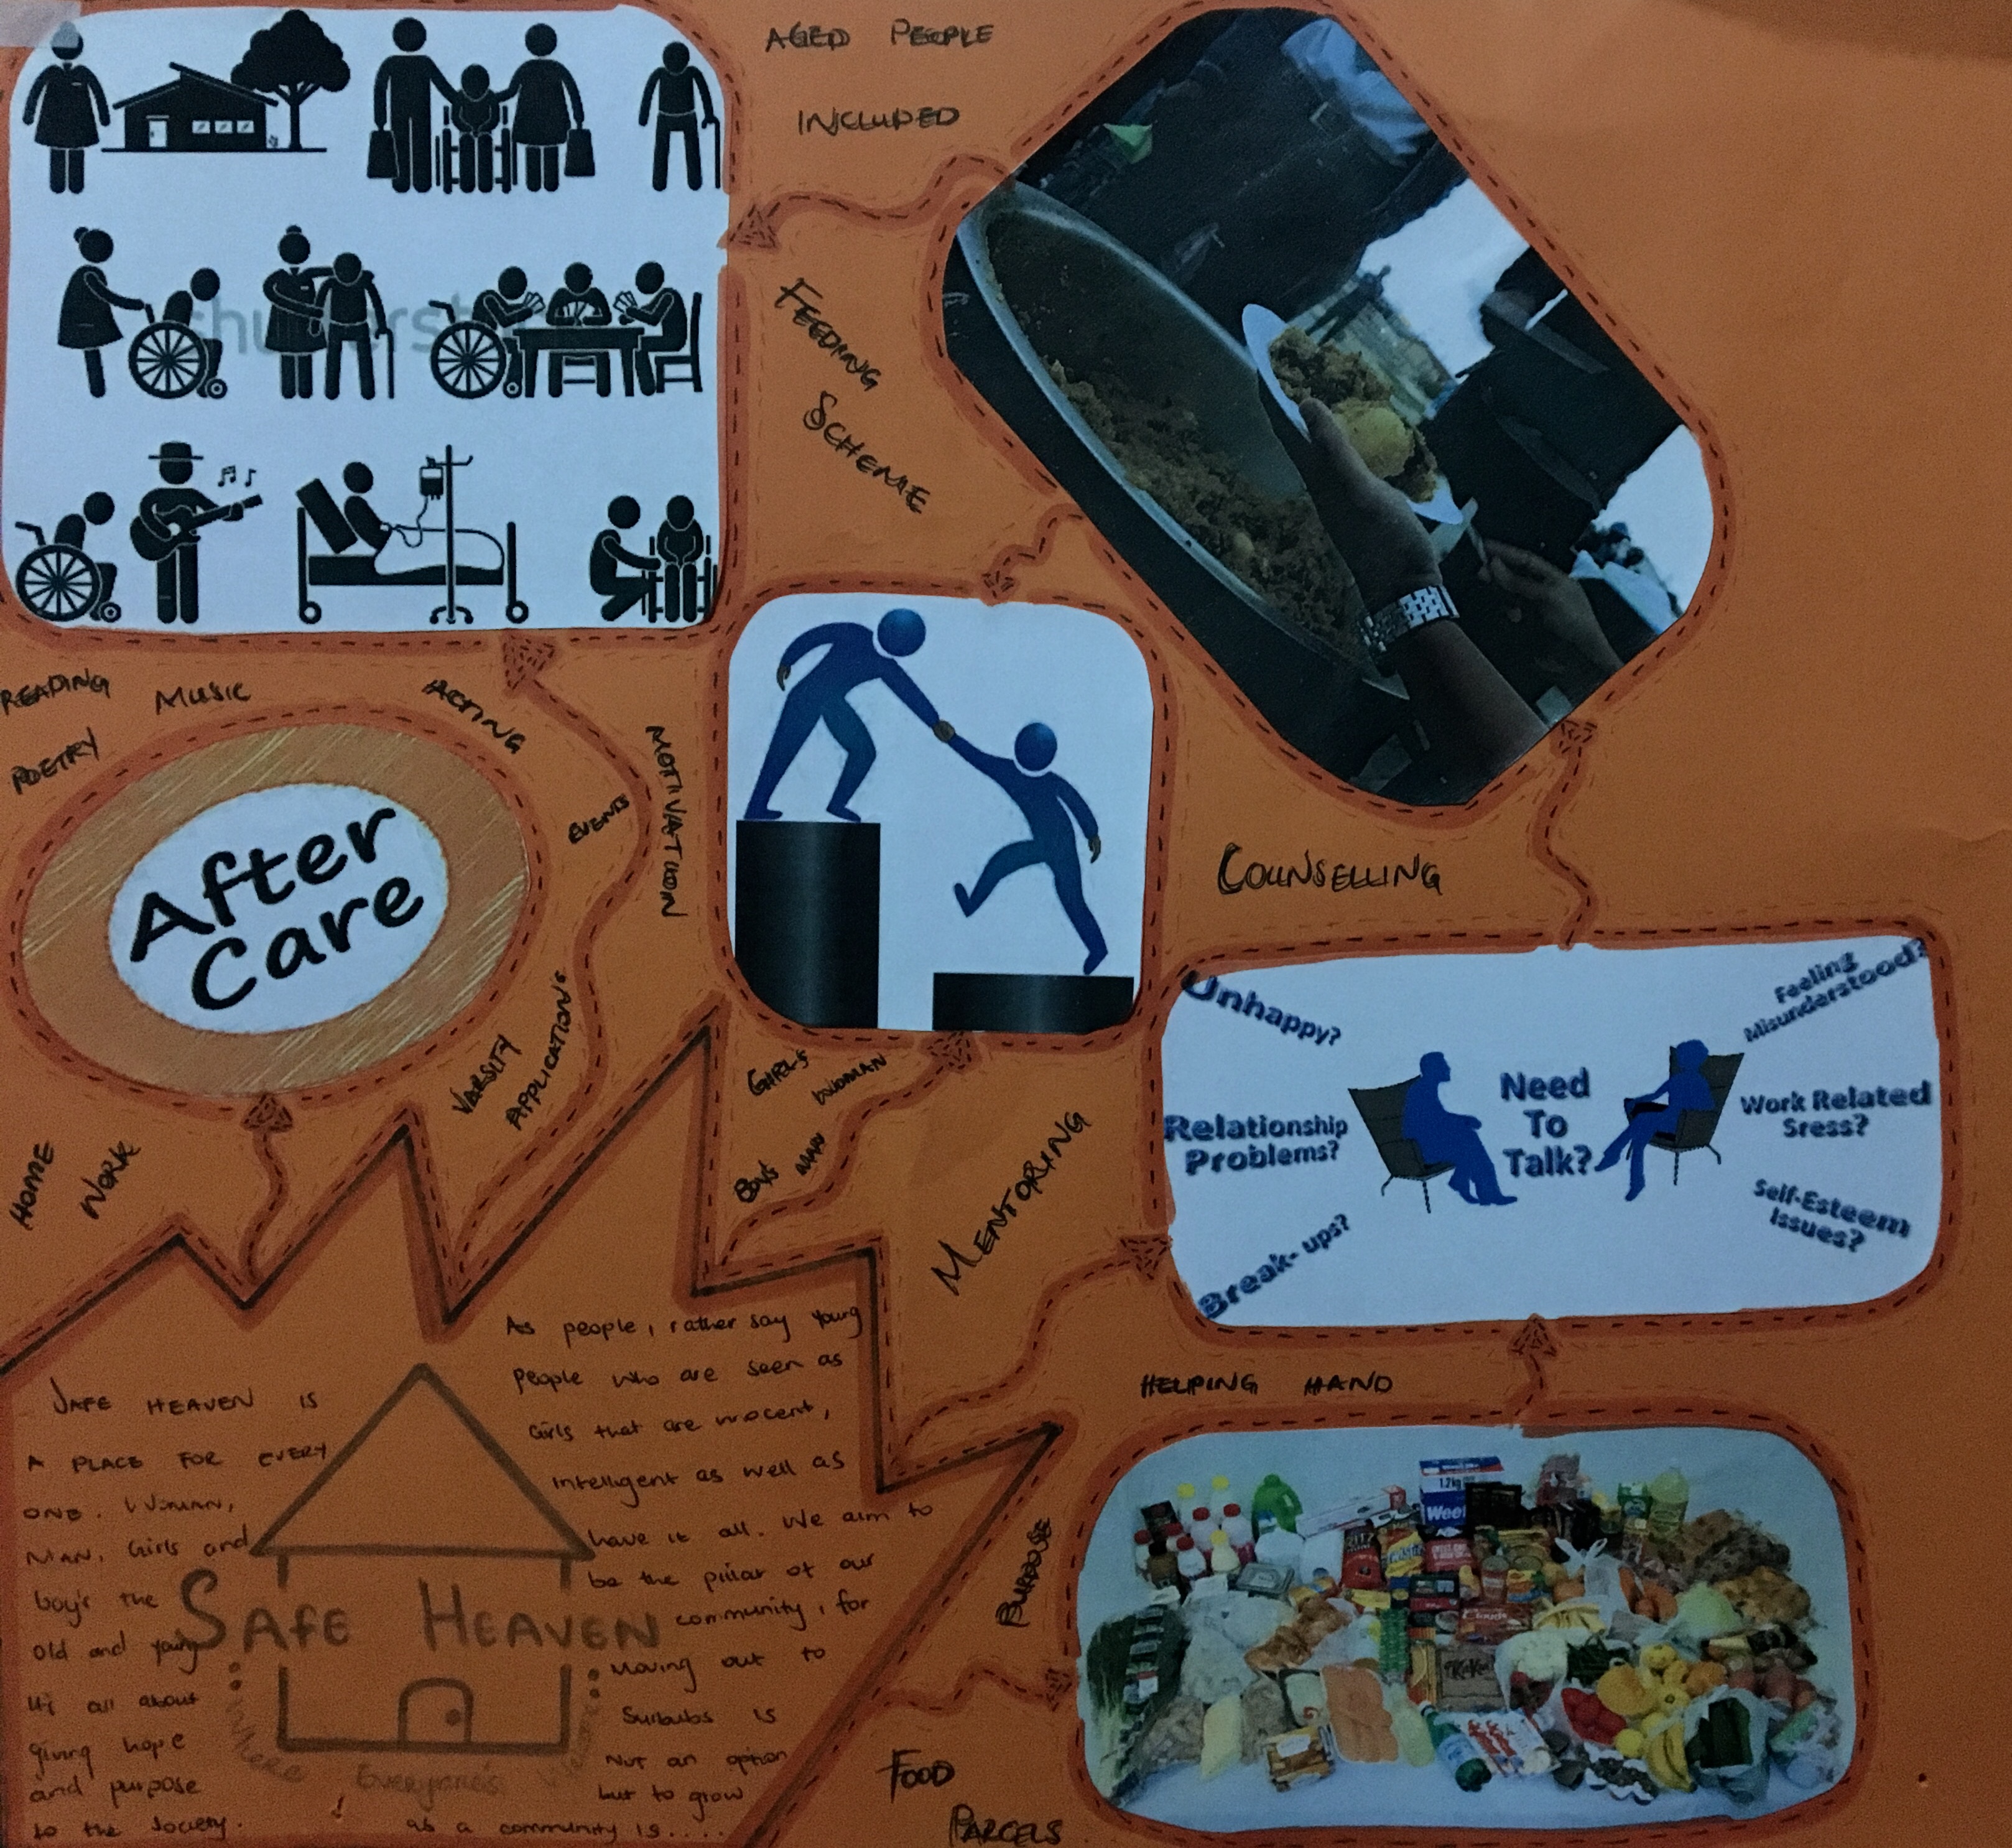 AGED PEOPLE
INCLUDED
FEEDING
SCHEME
READING
MUSIC
ACTING
POETRY
EVENTS
MOTIVATION
After
Care
HOME
WORK
VARSITY
APPLICATIONS
GIRLS
WOMAN
BOYS
MAN
MENTORING
COUNSELLING
Unhappy?
Feeling
Misunderstood?
Relationship
Problems?
Need
To
Talk?
Work Related
Sress?
Break-ups?
Self-Esteem
Issues?
HELPING HAND
PURPOSE
FOOD
PARCELS
SAFE HEAVEN IS
A PLACE FOR EVERY
ONE. WOMAN,
MAN, Girls and
boy's the
old and young
It's all about
giving hope
and purpose
to the society.
SAFE HEAVEN
Where
Everyone's
As people, rather say young
people who are seen as
Girls that are inocent,
intelligent as well as
have it all. We aim to
be the pillar of our
community, for
Moving out to
Suburbs is
Not an option
but to grow
as a community is....